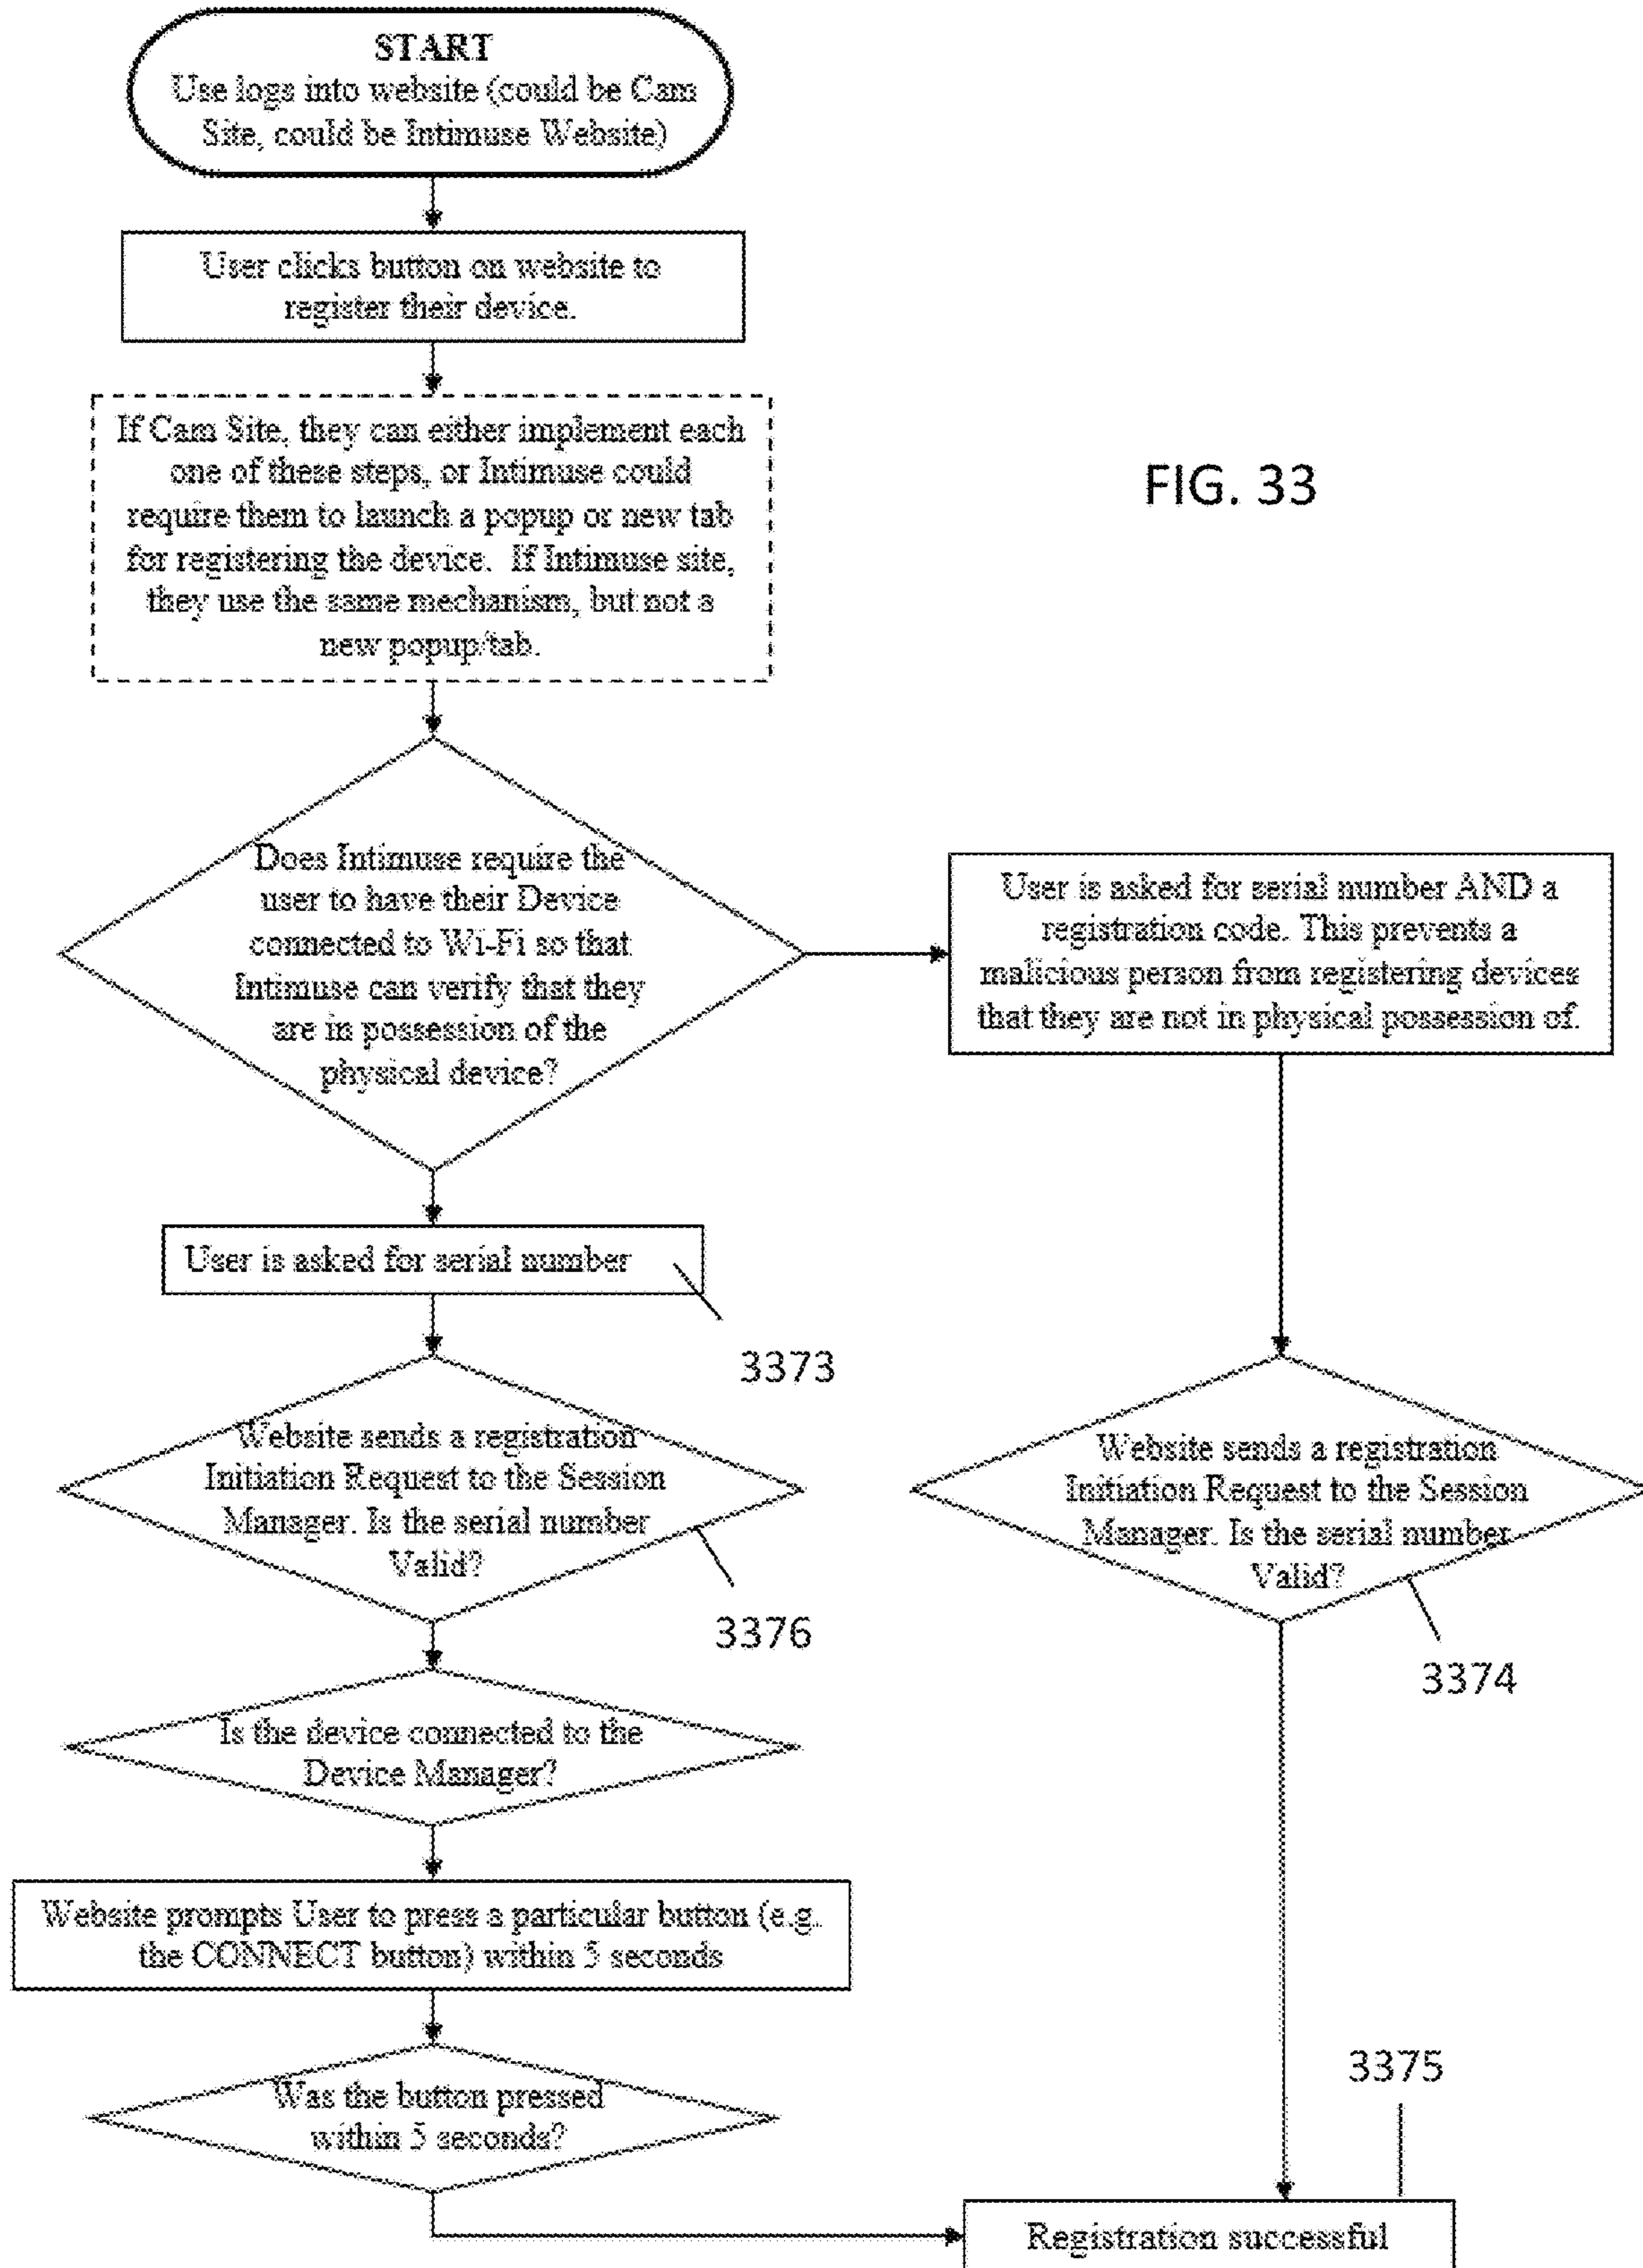 START
Use logs into website (could be Cam
Site, could be Intimuse Website)
User clicks button on website to
register their device.
If Cam Site, they can either implement each
one of these steps, or Intimuse could
require them to launch a popup or new tab
for registering the device. If Intimuse site,
they use the same mechanism, but not a
new popup/tab.
FIG. 33
Does Intimuse require the
user to have their Device
connected to Wi-Fi so that
Intimuse can verify that they
are in possession of the
physical device?
User is asked for serial number AND a
registration code. This prevents a
malicious person from registering devices
that they are not in physical possession of.
User is asked for serial number
3373
Website sends a registration
Initiation Request to the Session
Manager. Is the serial number
Valid?
3376
Website sends a registration
Initiation Request to the Session
Manager. Is the serial number
Valid?
3374
Is the device connected to the
Device Manager?
Website prompts User to press a particular button (e.g.
the CONNECT button) within 5 seconds
Was the button pressed
within 5 seconds?
3375
Registration successful